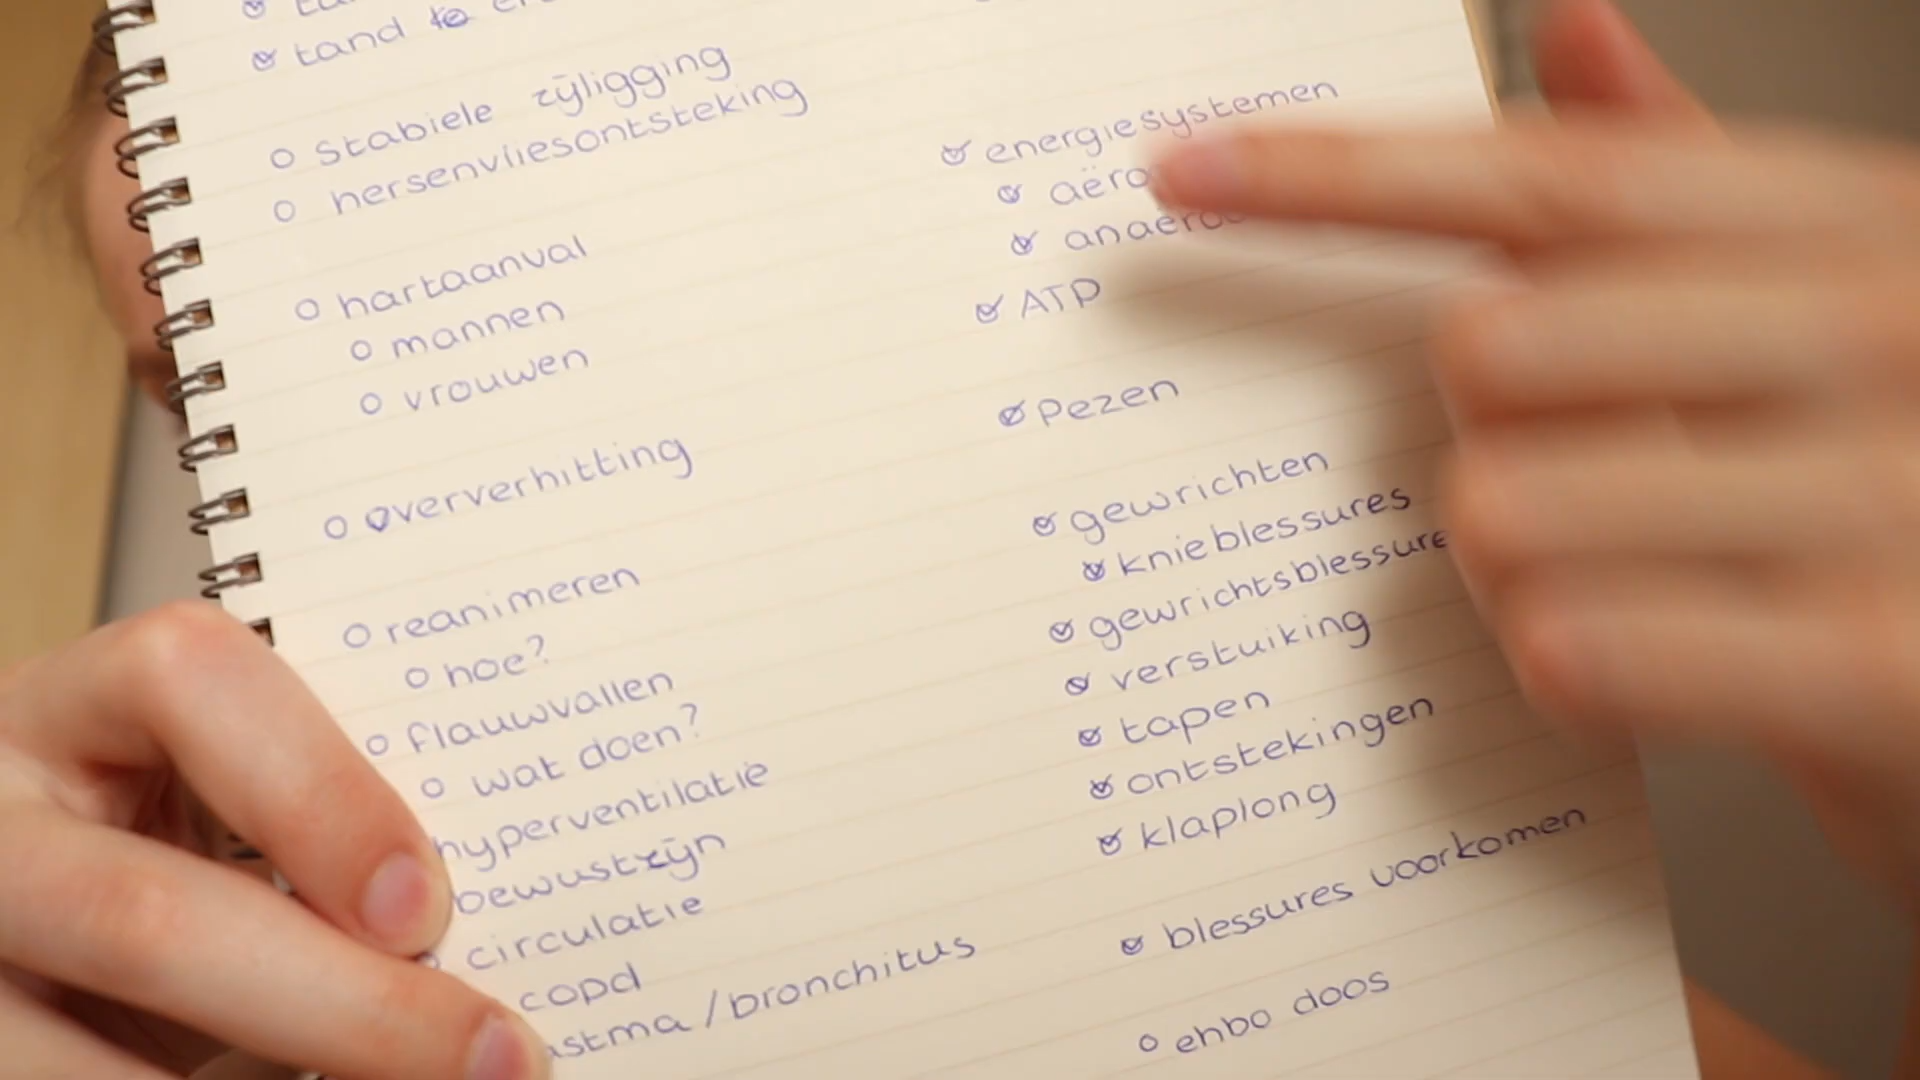 tand
stabiele zijligging
hersenvliesontsteking
hartaanval
mannen
vrouwen
oververhitting
reanimeren
hoe?
flauwvallen
wat doen?
hyperventilatie
bewustzijn
circulatie
copd
astma/bronchitus
energiesystemen
anaero
ATP
Pezen
gewrichten
knieblessures
gewrichtsblessure
verstuiking
tapen
ontstekingen
klaplong
blessures voorkomen
ehbo doos